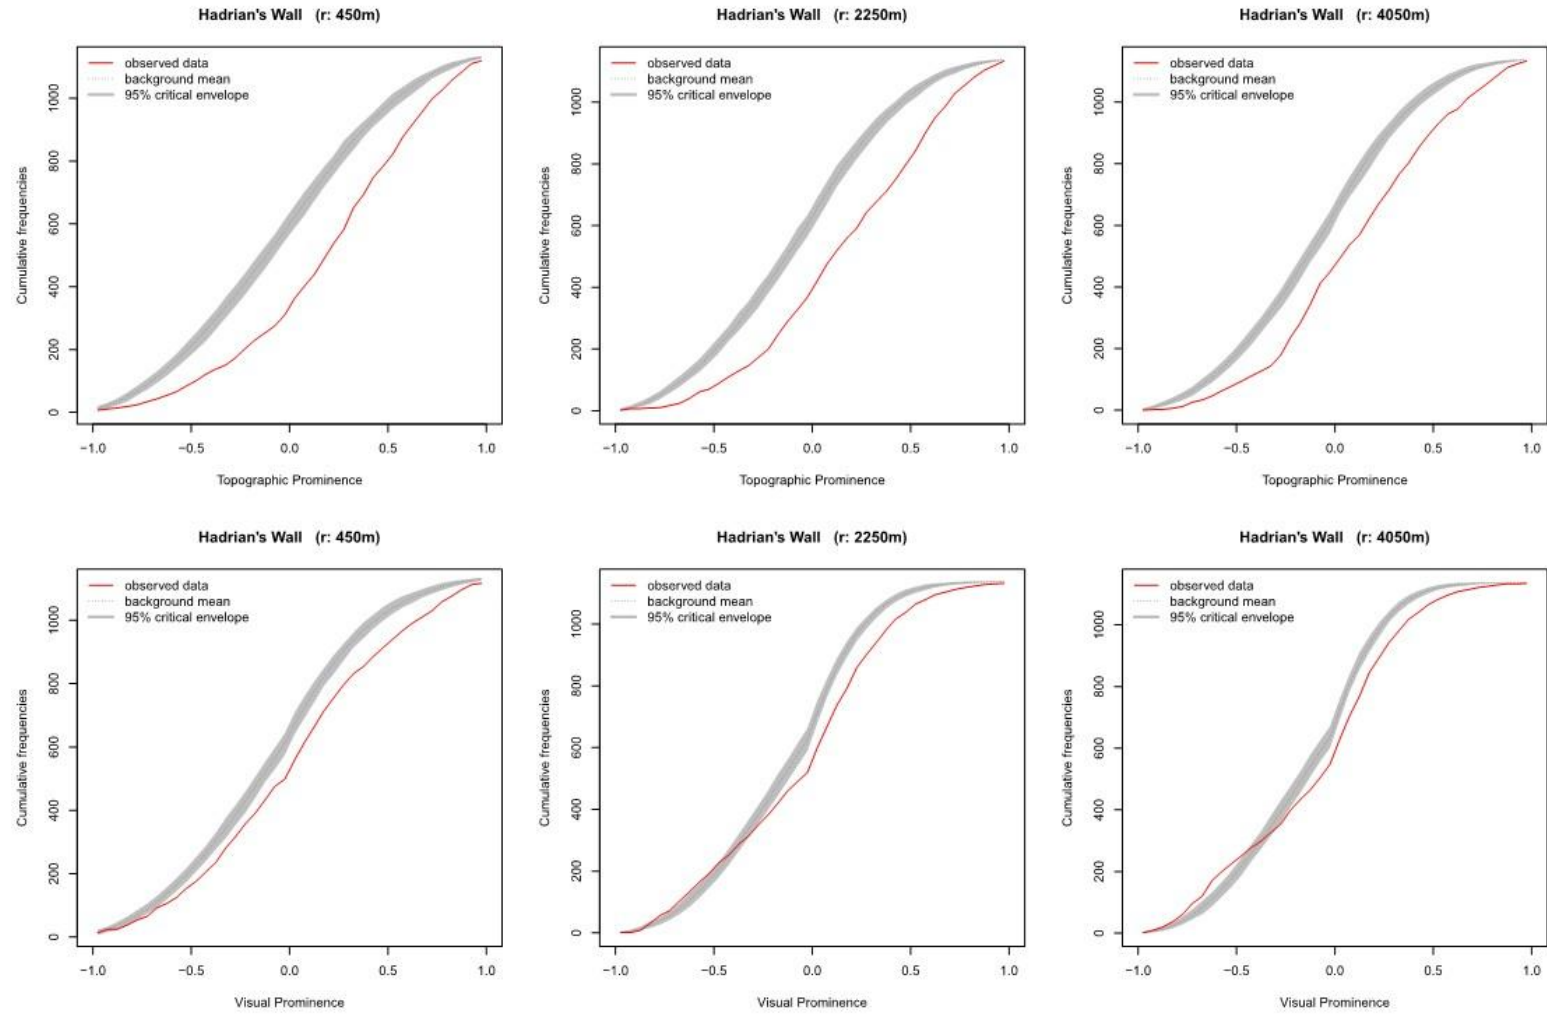 Hadrian's Wall (r: 450m)
observed data
background mean
95% critical envelope
Cumulative frequencies
0 200 400 600 800 1000
−1.0 −0.5 0.0 0.5 1.0
Topographic Prominence
Hadrian's Wall (r: 2250m)
observed data
background mean
95% critical envelope
Cumulative frequencies
0 200 400 600 800 1000
−1.0 −0.5 0.0 0.5 1.0
Topographic Prominence
Hadrian's Wall (r: 4050m)
observed data
background mean
95% critical envelope
Cumulative frequencies
0 200 400 600 800 1000
−1.0 −0.5 0.0 0.5 1.0
Topographic Prominence
Hadrian's Wall (r: 450m)
observed data
background mean
95% critical envelope
Cumulative frequencies
0 200 400 600 800 1000
−1.0 −0.5 0.0 0.5 1.0
Visual Prominence
Hadrian's Wall (r: 2250m)
observed data
background mean
95% critical envelope
Cumulative frequencies
0 200 400 600 800 1000
−1.0 −0.5 0.0 0.5 1.0
Visual Prominence
Hadrian's Wall (r: 4050m)
observed data
background mean
95% critical envelope
Cumulative frequencies
0 200 400 600 800 1000
−1.0 −0.5 0.0 0.5 1.0
Visual Prominence